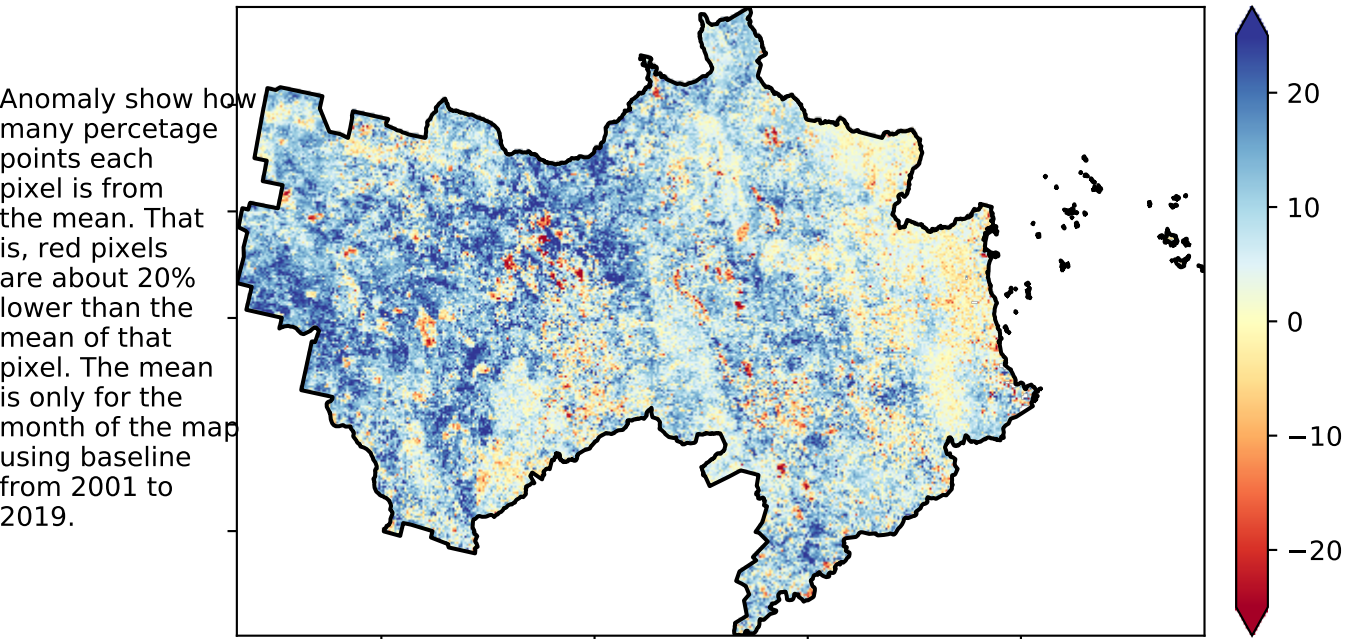 Anomaly show how
many percetage
points each
pixel is from
the mean. That
is, red pixels
are about 20%
lower than the
mean of that
pixel. The mean
is only for the
month of the map
using baseline
from 2001 to
2019.
20
10
0
−10
−20